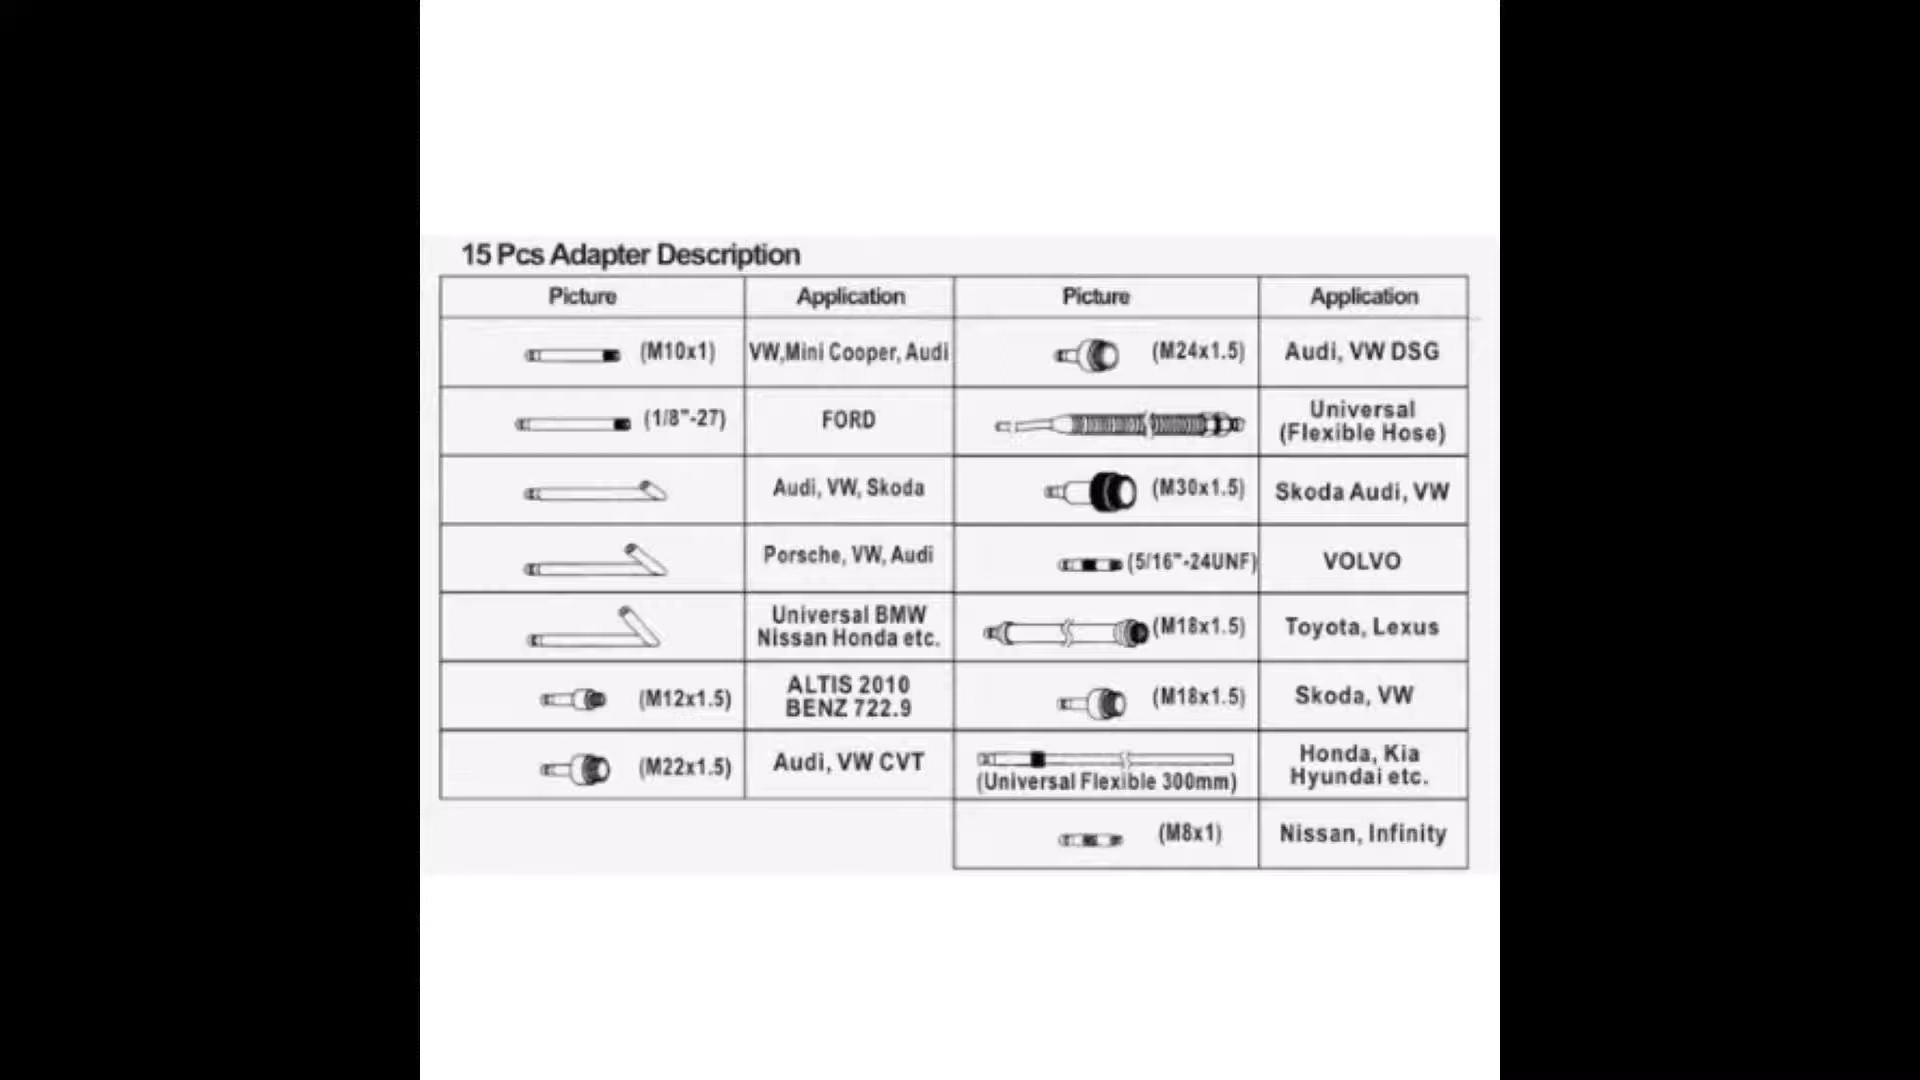 15 Pcs Adapter Description
Picture Application Picture Application
(M10x1) VW,Mini Cooper, Audi (M24x1.5) Audi, VW DSG
(1/8"-27) FORD Universal
(Flexible Hose)
Audi, VW, Skoda (M30x1.5) Skoda Audi, VW
Porsche, VW, Audi (5/16"-24UNF) VOLVO
Universal BMW
Nissan Honda etc. (M18x1.5) Toyota, Lexus
(M12x1.5) ALTIS 2010
BENZ 722.9 (M18x1.5) Skoda, VW
(M22x1.5) Audi, VW CVT (Universal Flexible 300mm) Honda, Kia
Hyundai etc.
(M8x1) Nissan, Infinity